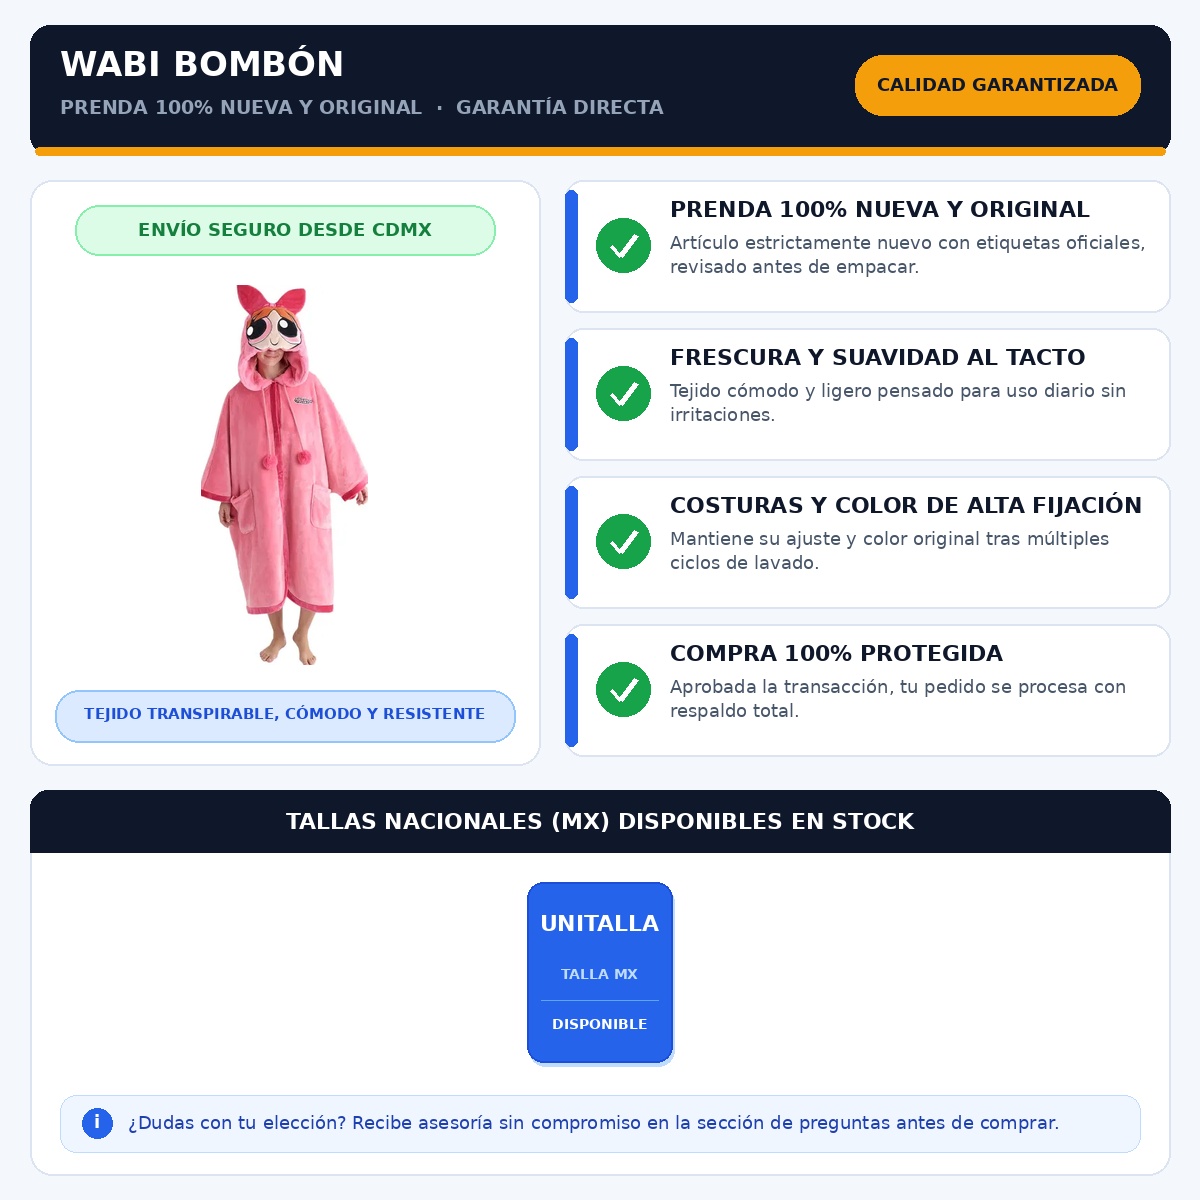 WABI BOMBÓN
PRENDA 100% NUEVA Y ORIGINAL · GARANTÍA DIRECTA
CALIDAD GARANTIZADA
ENVÍO SEGURO DESDE CDMX
TEJIDO TRANSPIRABLE, CÓMODO Y RESISTENTE
PRENDA 100% NUEVA Y ORIGINAL
Artículo estrictamente nuevo con etiquetas oficiales,
revisado antes de empacar.
FRESCURA Y SUAVIDAD AL TACTO
Tejido cómodo y ligero pensado para uso diario sin
irritaciones.
COSTURAS Y COLOR DE ALTA FIJACIÓN
Mantiene su ajuste y color original tras múltiples
ciclos de lavado.
COMPRA 100% PROTEGIDA
Aprobada la transacción, tu pedido se procesa con
respaldo total.
TALLAS NACIONALES (MX) DISPONIBLES EN STOCK
UNITALLA
TALLA MX
DISPONIBLE
i ¿Dudas con tu elección? Recibe asesoría sin compromiso en la sección de preguntas antes de comprar.